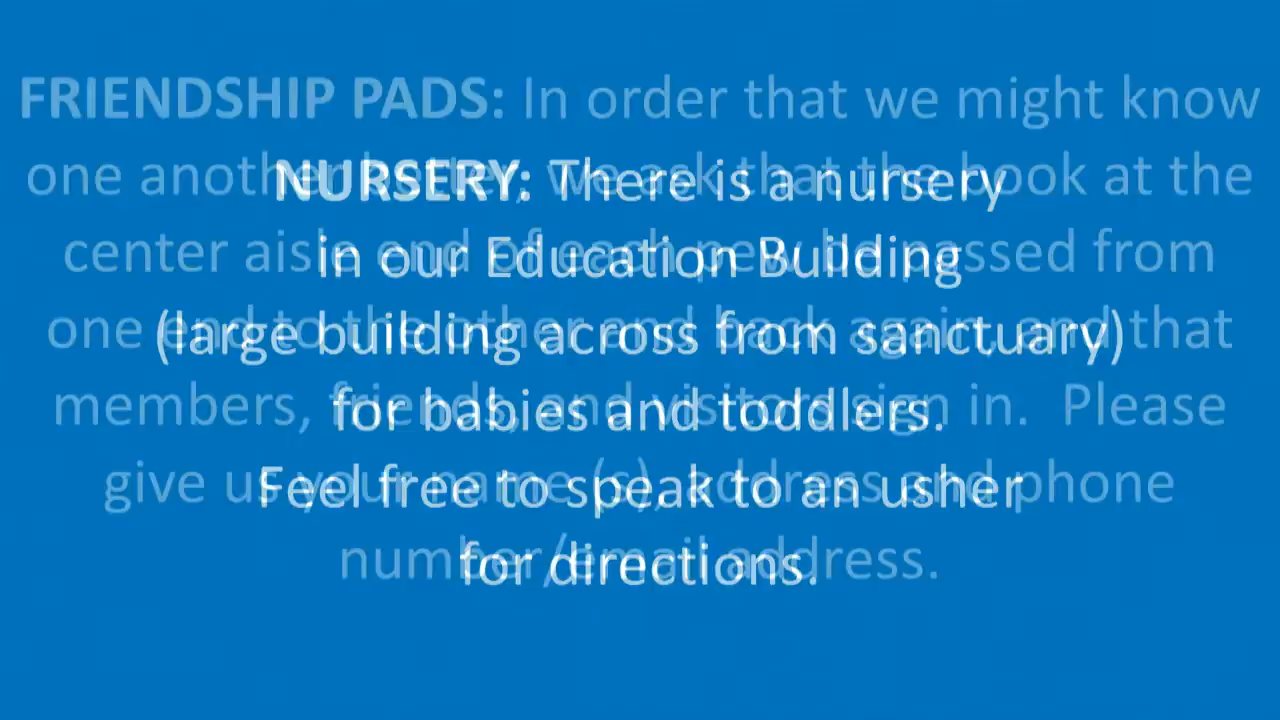 FRIENDSHIP PADS: In order that we might know
one another better, we ask that the book at the
center aisle end of each pew be passed from
one end to the other and back again, and that
members, friends, and visitors sign in.  Please
give us your name (s), address and phone
number/email address.
NURSERY: There is a nursery
in our Education Building
(large building across from sanctuary)
for babies and toddlers.
Feel free to speak to an usher
for directions.